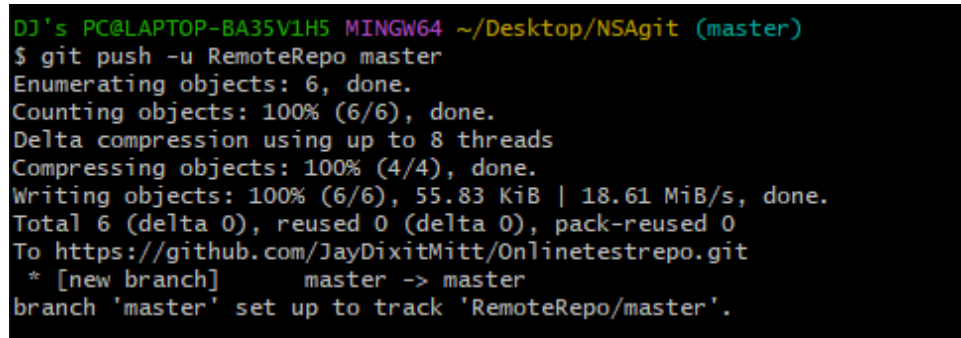 DJ's PC@LAPTOP-BA35V1H5 MINGW64 ~/Desktop/NSAgit (master)
$ git push -u RemoteRepo master
Enumerating objects: 6, done.
Counting objects: 100% (6/6), done.
Delta compression using up to 8 threads
Compressing objects: 100% (4/4), done.
Writing objects: 100% (6/6), 55.83 KiB | 18.61 MiB/s, done.
Total 6 (delta 0), reused 0 (delta 0), pack-reused 0
To https://github.com/JayDixitMitt/Onlinetestrepo.git
 * [new branch]      master -> master
branch 'master' set up to track 'RemoteRepo/master'.